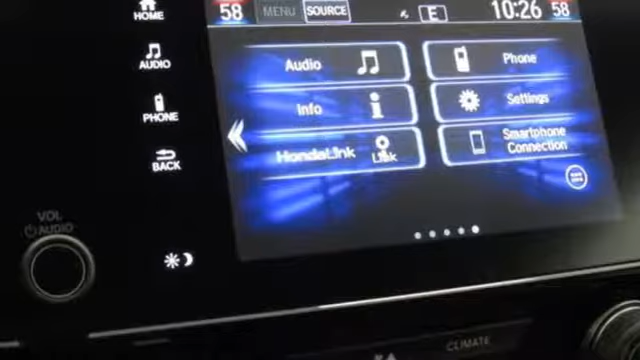 HOME
58 MENU SOURCE E 10:26 58
AUDIO
Audio
Phone
PHONE
Info
Settings
BACK
HondaLink
Link
Smartphone
Connection
VOL
AUDIO
CLIMATE